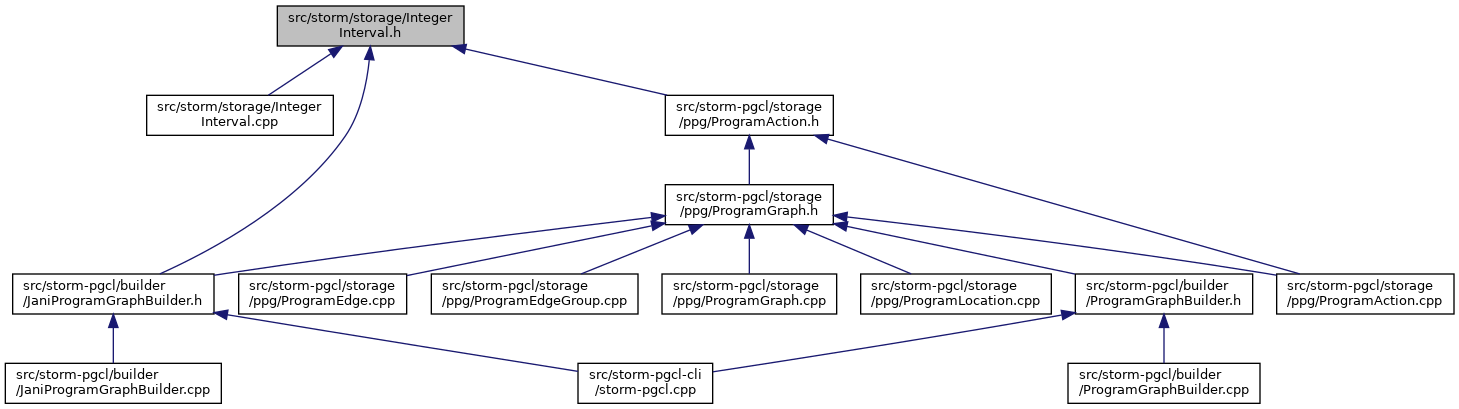 src/storm/storage/Integer
Interval.h
src/storm/storage/Integer
Interval.cpp
src/storm-pgcl/storage
/ppg/ProgramAction.h
src/storm-pgcl/storage
/ppg/ProgramGraph.h
src/storm-pgcl/builder
/JaniProgramGraphBuilder.h
src/storm-pgcl/storage
/ppg/ProgramEdge.cpp
src/storm-pgcl/storage
/ppg/ProgramEdgeGroup.cpp
src/storm-pgcl/storage
/ppg/ProgramGraph.cpp
src/storm-pgcl/storage
/ppg/ProgramLocation.cpp
src/storm-pgcl/builder
/ProgramGraphBuilder.h
src/storm-pgcl/storage
/ppg/ProgramAction.cpp
src/storm-pgcl/builder
/JaniProgramGraphBuilder.cpp
src/storm-pgcl-cli
/storm-pgcl.cpp
src/storm-pgcl/builder
/ProgramGraphBuilder.cpp